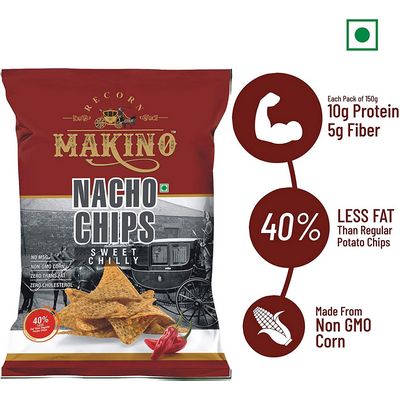 RECORN
MAKINO™
NACHO
CHIPS
SWEET
CHILLY
NO MSG
NON GMO CORN
ZERO TRANS FAT
ZERO CHOLESTEROL
40%
Each Pack of 150g
10g Protein
5g Fiber
40%
LESS FAT
Than Regular
Potato Chips
Made From
Non GMO
Corn